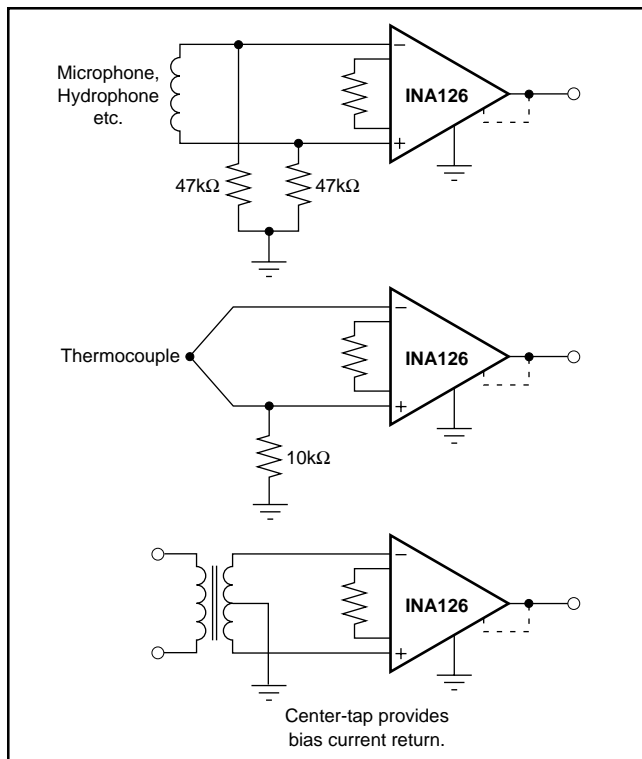 Microphone,
Hydrophone
etc.
−
INA126
+
47kΩ
47kΩ
−
Thermocouple
INA126
+
10kΩ
−
INA126
+
Center-tap provides
bias current return.